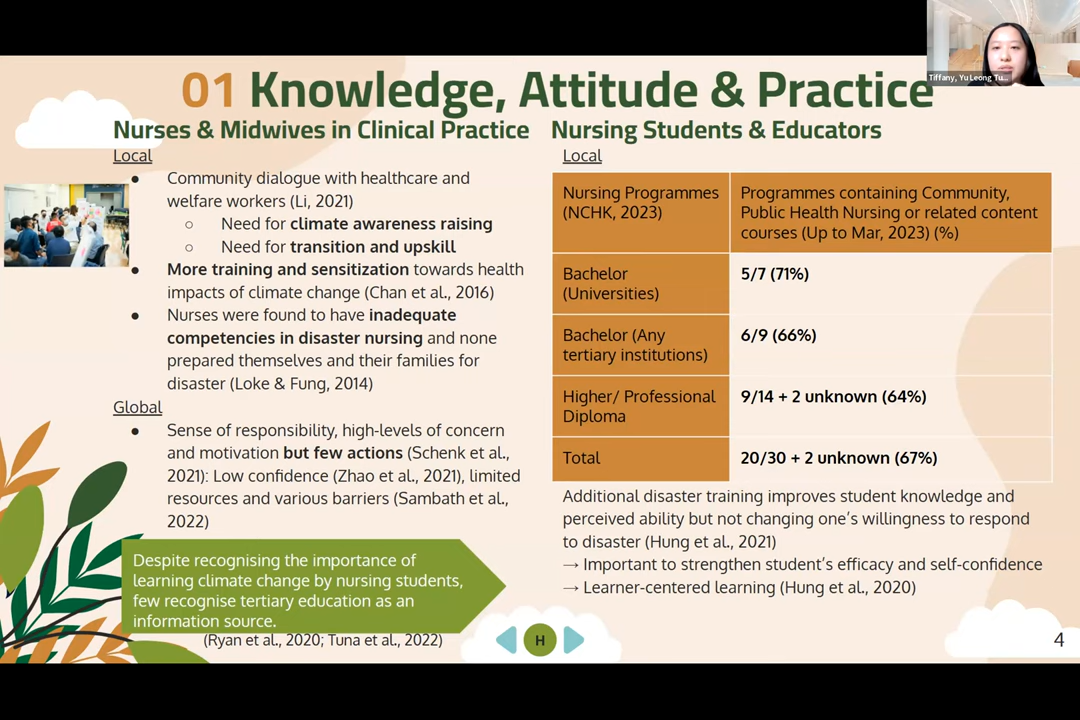 Tiffany, Yu Leong Tu...
01 Knowledge, Attitude & Practice
Nurses & Midwives in Clinical Practice
Local
● Community dialogue with healthcare and
welfare workers (Li, 2021)
○ Need for climate awareness raising
○ Need for transition and upskill
● More training and sensitization towards health
impacts of climate change (Chan et al., 2016)
● Nurses were found to have inadequate
competencies in disaster nursing and none
prepared themselves and their families for
disaster (Loke & Fung, 2014)
Global
● Sense of responsibility, high-levels of concern
and motivation but few actions (Schenk et al.,
2021): Low confidence (Zhao et al., 2021), limited
resources and various barriers (Sambath et al.,
2022)
Despite recognising the importance of
learning climate change by nursing students,
few recognise tertiary education as an
information source.
(Ryan et al., 2020; Tuna et al., 2022)
Nursing Students & Educators
Local
Nursing Programmes
(NCHK, 2023)
Programmes containing Community,
Public Health Nursing or related content
courses (Up to Mar, 2023) (%)
Bachelor
(Universities)
5/7 (71%)
Bachelor (Any
tertiary institutions)
6/9 (66%)
Higher/ Professional
Diploma
9/14 + 2 unknown (64%)
Total
20/30 + 2 unknown (67%)
Additional disaster training improves student knowledge and
perceived ability but not changing one's willingness to respond
to disaster (Hung et al., 2021)
→ Important to strengthen student's efficacy and self-confidence
→ Learner-centered learning (Hung et al., 2020)
H
4